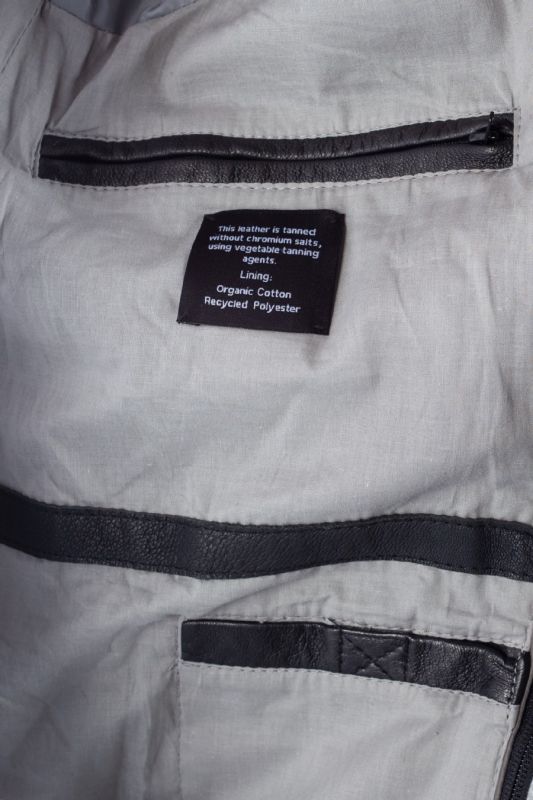 This leather is tanned
without chromium salts,
using vegetable tanning
agents.
Lining:
Organic Cotton
Recycled Polyester